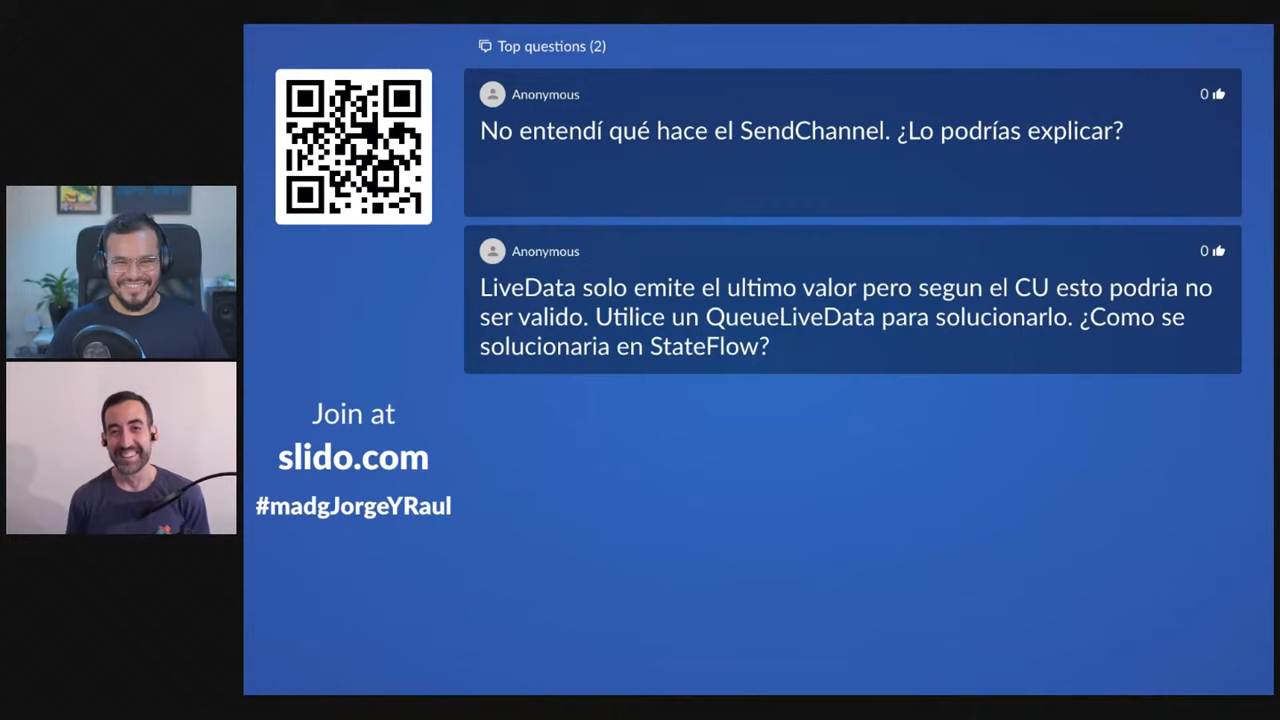 Top questions (2)
Anonymous
0
No entendí qué hace el SendChannel. ¿Lo podrías explicar?
Anonymous
0
LiveData solo emite el ultimo valor pero segun el CU esto podria no
ser valido. Utilice un QueueLiveData para solucionarlo. ¿Como se
solucionaria en StateFlow?
Join at
slido.com
#madgJorgeYRaul